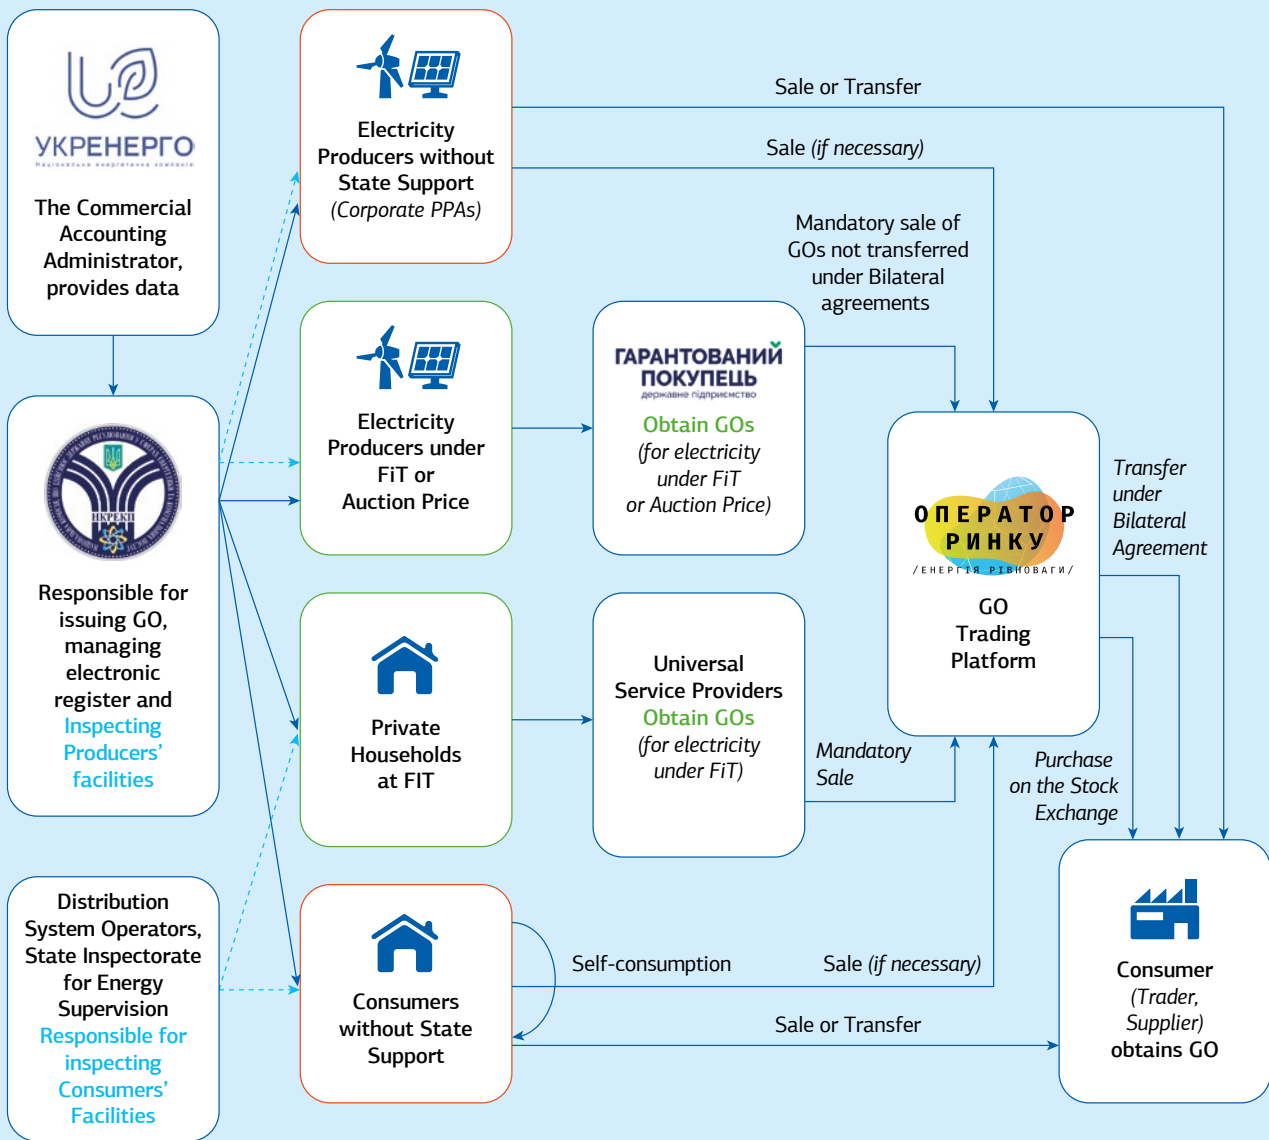 УКРЕНЕРГО
Національна енергетична компанія
The Commercial
Accounting
Administrator,
provides data
НКРЕКП
Responsible for
issuing GO,
managing
electronic
register and
Inspecting
Producers'
facilities
Distribution
System Operators,
State Inspectorate
for Energy
Supervision
Responsible for
inspecting
Consumers'
Facilities
Electricity
Producers without
State Support
(Corporate PPAs)
Electricity
Producers under
FiT or
Auction Price
Private
Households
at FIT
Consumers
without State
Support
ГАРАНТОВАНИЙ
ПОКУПЕЦЬ
державне підприємство
Obtain GOs
(for electricity
under FiT
or Auction Price)
Universal
Service Providers
Obtain GOs
(for electricity
under FiT)
Sale or Transfer
Sale (if necessary)
Mandatory sale of
GOs not transferred
under Bilateral
agreements
Mandatory
Sale
Self-consumption
Sale (if necessary)
Sale or Transfer
ОПЕРАТОР
РИНКУ
/ЕНЕРГІЯ РІВНОВАГИ/
GO
Trading
Platform
Transfer
under
Bilateral
Agreement
Purchase
on the Stock
Exchange
Consumer
(Trader,
Supplier)
obtains GO